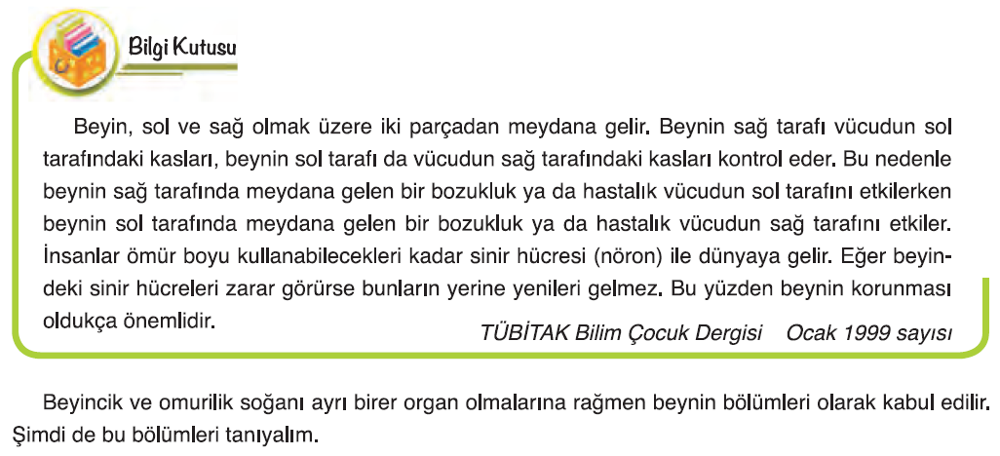 Bilgi Kutusu
Beyin, sol ve sağ olmak üzere iki parçadan meydana gelir. Beynin sağ tarafı vücudun sol
tarafındaki kasları, beynin sol tarafı da vücudun sağ tarafındaki kasları kontrol eder. Bu nedenle
beynin sağ tarafında meydana gelen bir bozukluk ya da hastalık vücudun sol tarafını etkilerken
beynin sol tarafında meydana gelen bir bozukluk ya da hastalık vücudun sağ tarafını etkiler.
İnsanlar ömür boyu kullanabilecekleri kadar sinir hücresi (nöron) ile dünyaya gelir. Eğer beyin-
deki sinir hücreleri zarar görürse bunların yerine yenileri gelmez. Bu yüzden beynin korunması
oldukça önemlidir.
TÜBİTAK Bilim Çocuk Dergisi Ocak 1999 sayısı
Beyincik ve omurilik soğanı ayrı birer organ olmalarına rağmen beynin bölümleri olarak kabul edilir.
Şimdi de bu bölümleri tanıyalım.